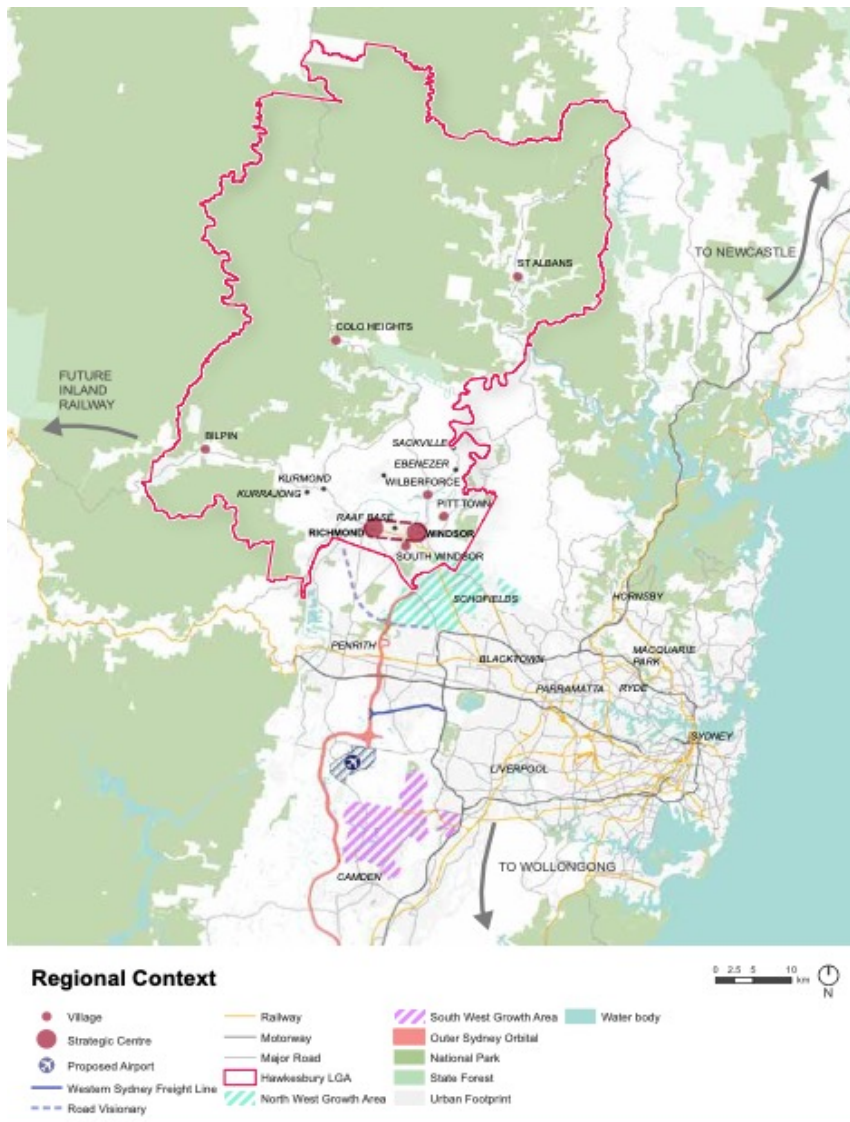 TO NEWCASTLE
ST ALBANS
COLO HEIGHTS
FUTURE
INLAND
RAILWAY
BILPIN
SACKVILLE
EBENEZER
KURMOND
WILBERFORCE
KURRAJONG
PITT TOWN
RAAF BASE
RICHMOND
WINDSOR
SOUTH WINDSOR
SCHOFIELDS
HORNSBY
PENRITH
BLACKTOWN
MACQUARIE
PARK
PARRAMATTA
RYDE
SYDNEY
LIVERPOOL
TO WOLLONGONG
CAMDEN
Regional Context
0 2.5 5 10
km
N
Village
Strategic Centre
Proposed Airport
Western Sydney Freight Line
Road Visionary
Railway
Motorway
Major Road
Hawkesbury LGA
North West Growth Area
South West Growth Area
Outer Sydney Orbital
National Park
State Forest
Urban Footprint
Water body